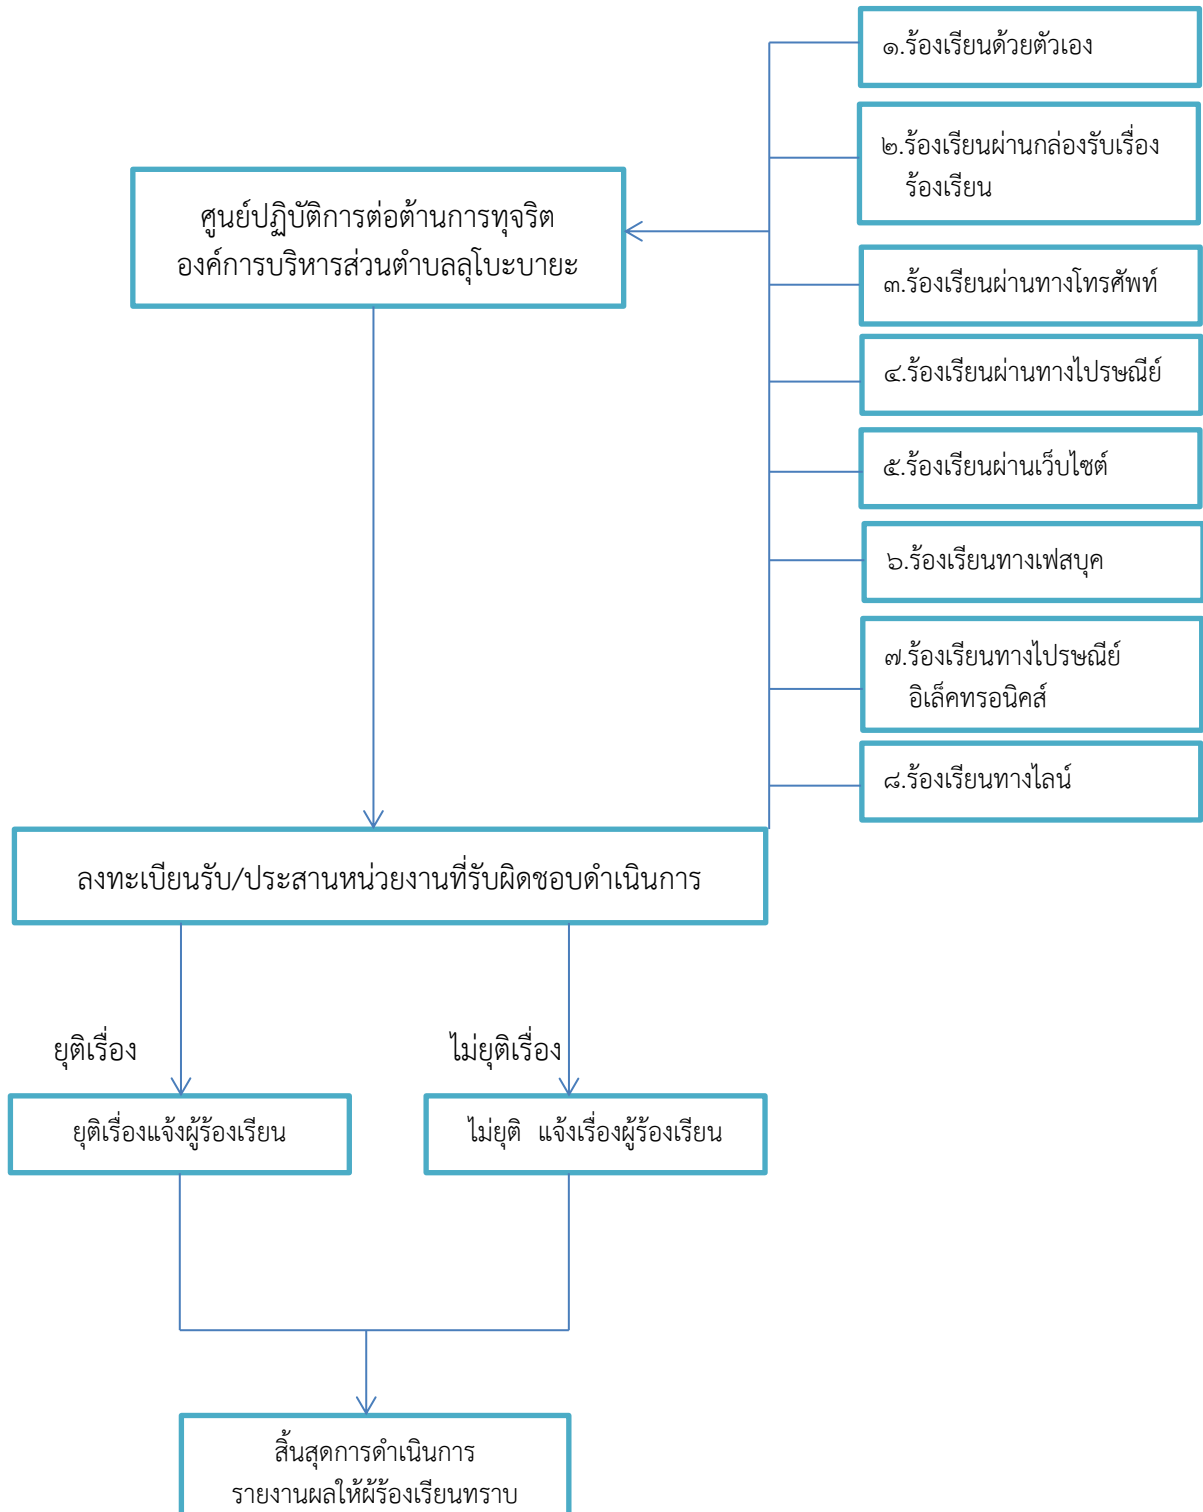 ๑.ร้องเรียนด้วยตัวเอง
๒.ร้องเรียนผ่านกล่องรับเรื่อง
ร้องเรียน
ศูนย์ปฏิบัติการต่อต้านการทุจริต
องค์การบริหารส่วนตำบลลุโบะบายะ
๓.ร้องเรียนผ่านทางโทรศัพท์
๔.ร้องเรียนผ่านทางไปรษณีย์
๕.ร้องเรียนผ่านเว็บไซต์
๖.ร้องเรียนทางเฟสบุค
๗.ร้องเรียนทางไปรษณีย์
อิเล็คทรอนิคส์
๘.ร้องเรียนทางไลน์
ลงทะเบียนรับ/ประสานหน่วยงานที่รับผิดชอบดำเนินการ
ยุติเรื่อง
ไม่ยุติเรื่อง
ยุติเรื่องแจ้งผู้ร้องเรียน
ไม่ยุติ แจ้งเรื่องผู้ร้องเรียน
สิ้นสุดการดำเนินการ
รายงานผลให้ผู้ร้องเรียนทราบ